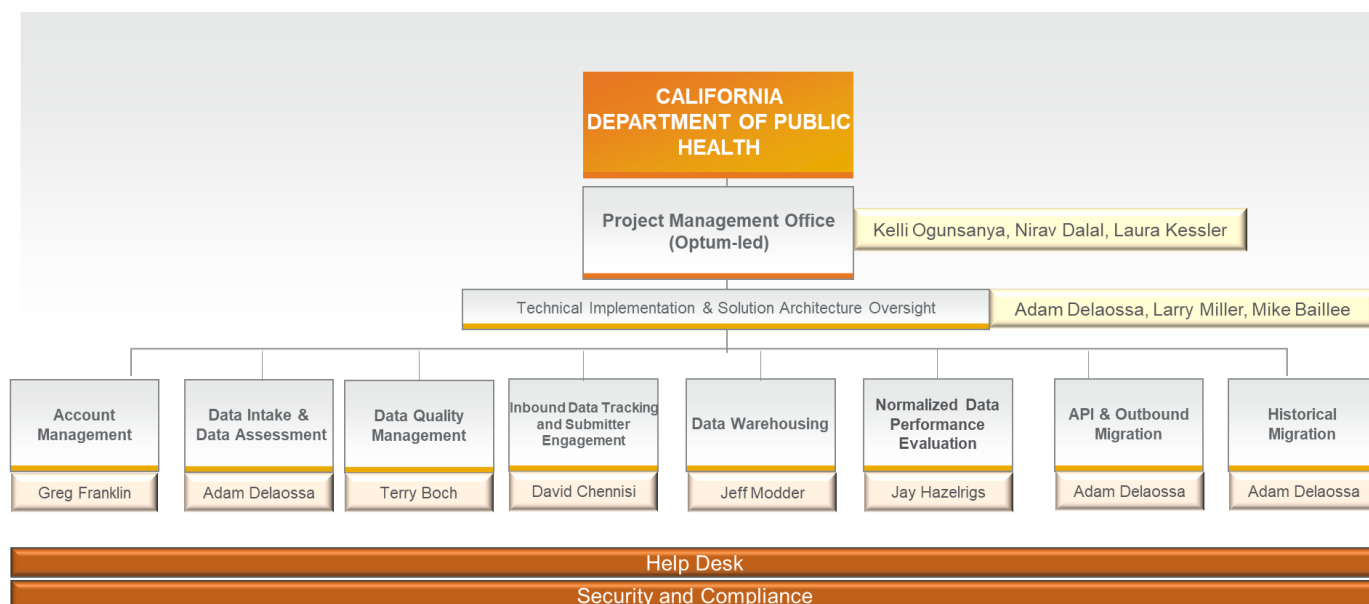 CALIFORNIA
DEPARTMENT OF PUBLIC
HEALTH
Project Management Office
(Optum-led)
Kelli Ogunsanya, Nirav Dalal, Laura Kessler
Technical Implementation & Solution Architecture Oversight
Adam Delaossa, Larry Miller, Mike Baillee
Account
Management
Greg Franklin
Data Intake &
Data Assessment
Adam Delaossa
Data Quality
Management
Terry Boch
Inbound Data Tracking
and Submitter
Engagement
David Chennisi
Data Warehousing
Jeff Modder
Normalized Data
Performance
Evaluation
Jay Hazelrigs
API & Outbound
Migration
Adam Delaossa
Historical
Migration
Adam Delaossa
Help Desk
Security and Compliance